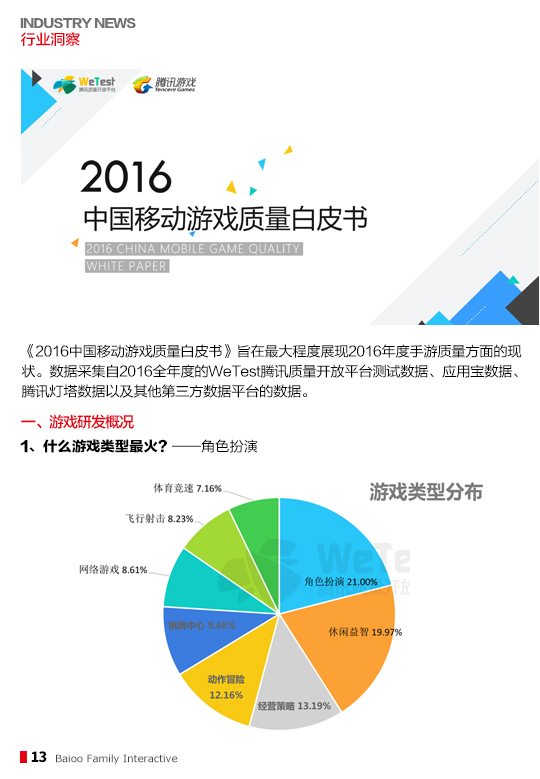 INDUSTRY NEWS
行业洞察
WeTest
腾讯质量开放平台
腾讯游戏
Tencent Games
2016
中国移动游戏质量白皮书
2016 CHINA MOBILE GAME QUALITY
WHITE PAPER
《2016中国移动游戏质量白皮书》旨在最大程度展现2016年度手游质量方面的现
状。数据采集自2016全年度的WeTest腾讯质量开放平台测试数据、应用宝数据、
腾讯灯塔数据以及其他第三方数据平台的数据。
一、游戏研发概况
1、什么游戏类型最火？——角色扮演
游戏类型分布
体育竞速 7.16%
飞行射击 8.23%
网络游戏 8.61%
棋牌中心 9.68%
动作冒险
12.16%
经营策略 13.19%
休闲益智 19.97%
角色扮演 21.00%
WeTe
腾讯质量开放
13 Baioo Family Interactive